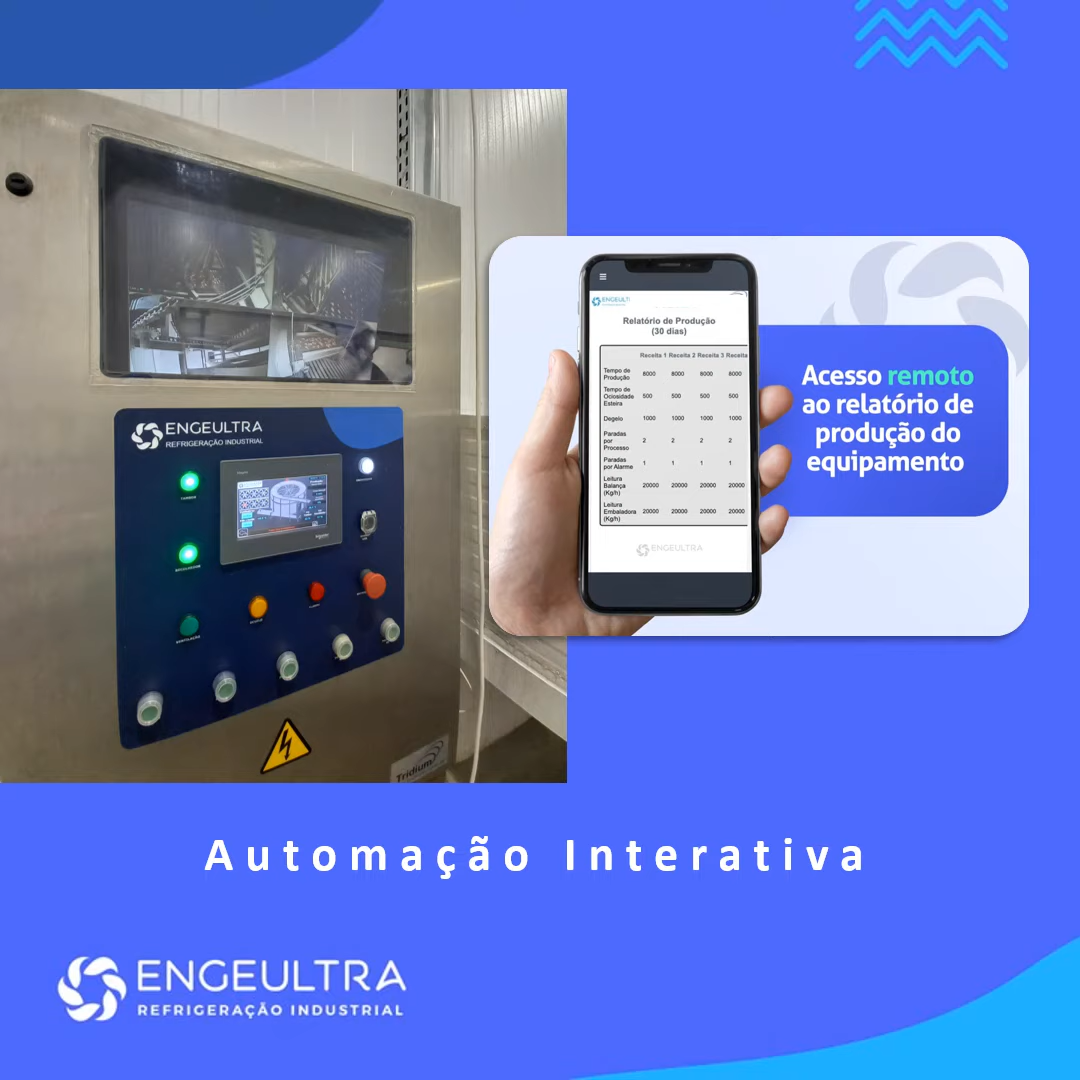 ENGEULTRA
REFRIGERAÇÃO INDUSTRIAL
Tridium
ENGEULT
Relatório de Produção
(30 dias)
Receita 1 Receita 2 Receita 3 Receita
Tempo de
Produção 8000 8000 8000 8000
Tempo de
Ociosidade 500 500 500 500
Esteira
Degelo 1000 1000 1000 1000
Paradas
por 2 2 2 2
Processo
Paradas
por Alarme 1 1 1 1
Leitura
Balança 20000 20000 20000 20000
(Kg/h)
Leitura
Embaladora 20000 20000 20000 20000
(Kg/h)
ENGEULTRA
Acesso remoto
ao relatório de
produção do
equipamento
Automação Interativa
ENGEULTRA
REFRIGERAÇÃO INDUSTRIAL